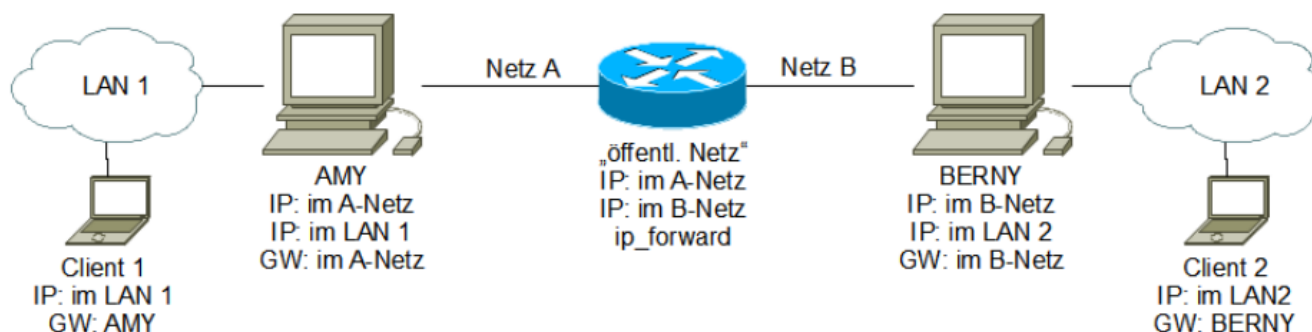 LAN 1
Netz A
Netz B
LAN 2
Client 1
IP: im LAN 1
GW: AMY
AMY
IP: im A-Netz
IP: im LAN 1
GW: im A-Netz
„öffentl. Netz“
IP: im A-Netz
IP: im B-Netz
ip_forward
BERNY
IP: im B-Netz
IP: im LAN 2
GW: im B-Netz
Client 2
IP: im LAN2
GW: BERNY